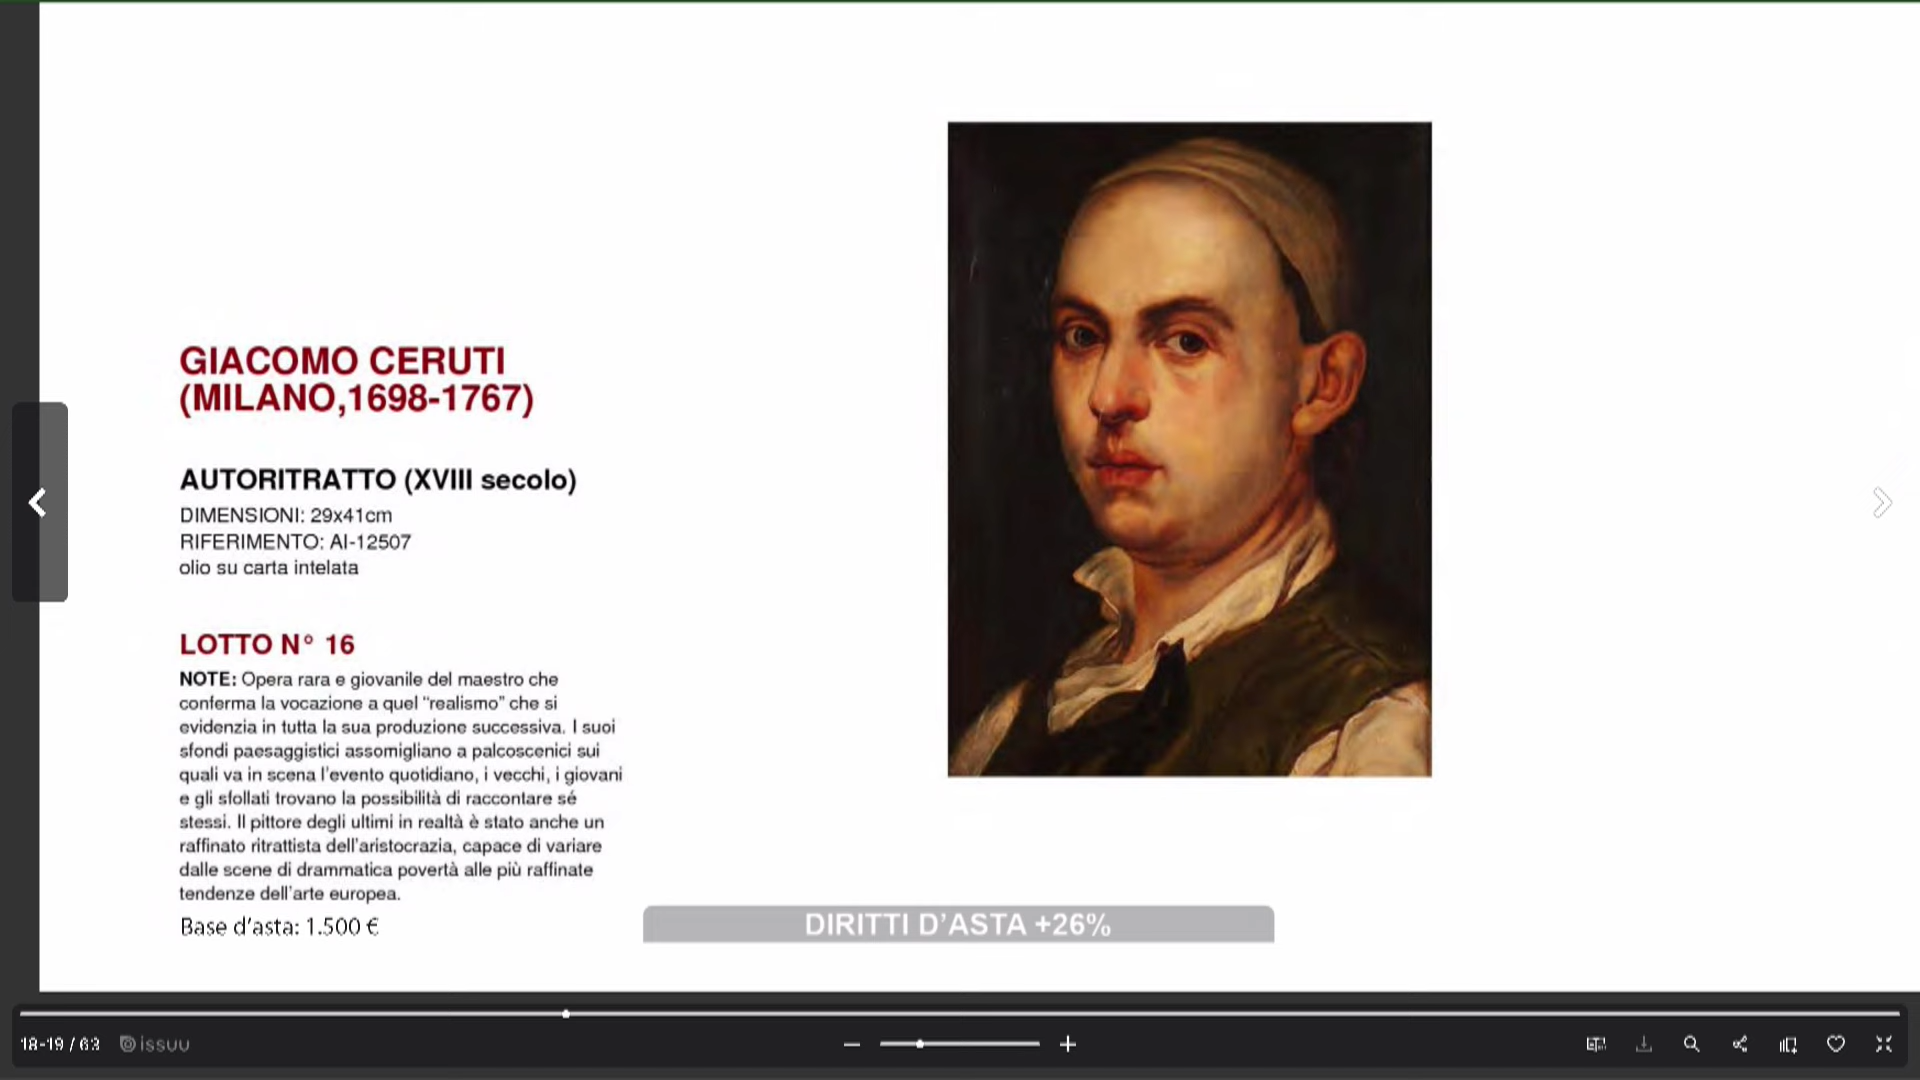 GIACOMO CERUTI
(MILANO,1698-1767)
AUTORITRATTO (XVIII secolo)
DIMENSIONI: 29x41cm
RIFERIMENTO: AI-12507
olio su carta intelata
LOTTO N° 16
NOTE: Opera rara e giovanile del maestro che
conferma la vocazione a quel “realismo” che si
evidenzia in tutta la sua produzione successiva. I suoi
sfondi paesaggistici assomigliano a palcoscenici sui
quali va in scena l’evento quotidiano, i vecchi, i giovani
e gli sfollati trovano la possibilità di raccontare sé
stessi. Il pittore degli ultimi in realtà è stato anche un
raffinato ritrattista dell’aristocrazia, capace di variare
dalle scene di drammatica povertà alle più raffinate
tendenze dell’arte europea.
Base d’asta: 1.500 €
DIRITTI D’ASTA +26%
18-19 / 63
issuu